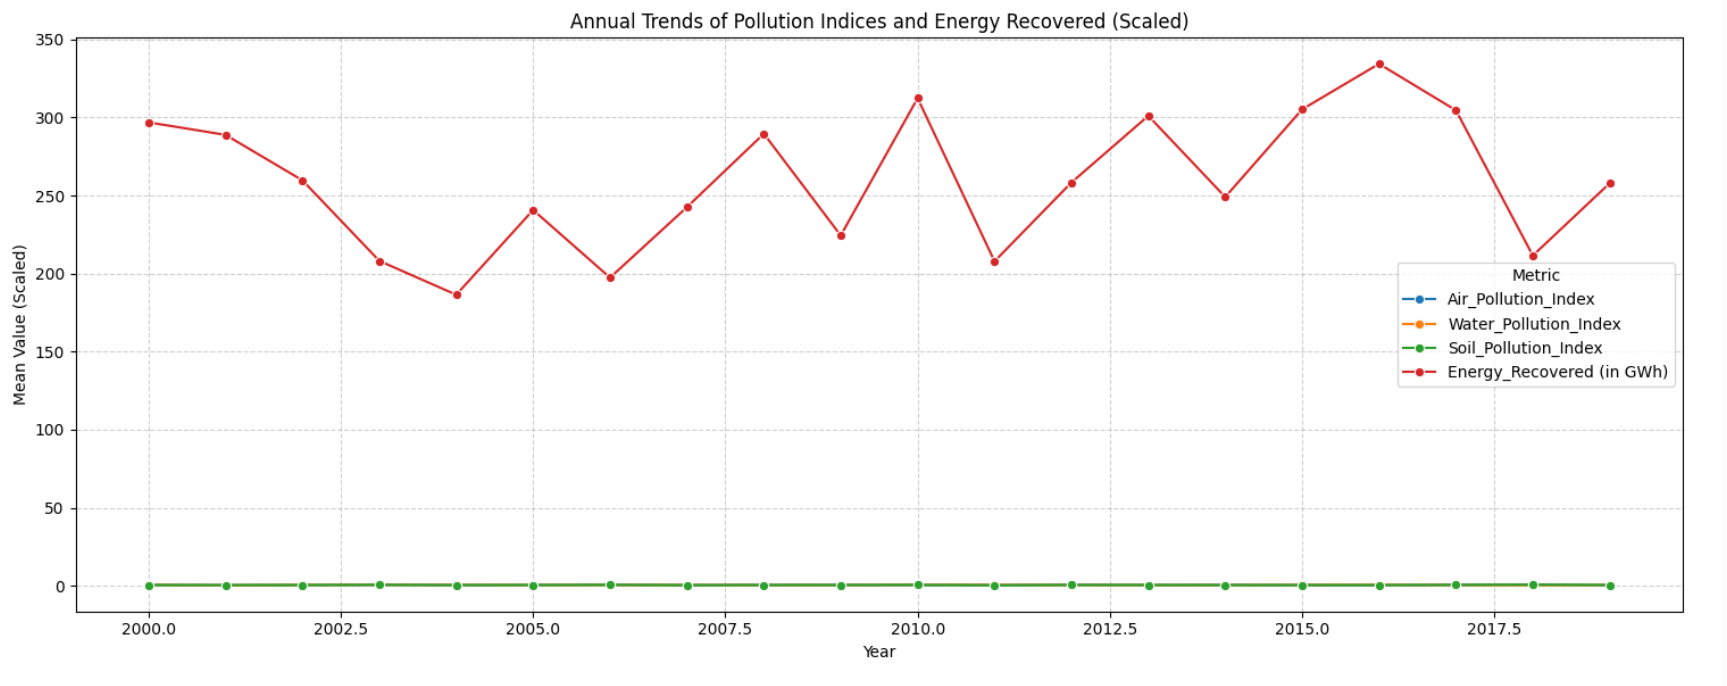 Annual Trends of Pollution Indices and Energy Recovered (Scaled)
350
300
250
200
150
100
50
0
Mean Value (Scaled)
Metric
Air_Pollution_Index
Water_Pollution_Index
Soil_Pollution_Index
Energy_Recovered (in GWh)
2000.0 2002.5 2005.0 2007.5 2010.0 2012.5 2015.0 2017.5
Year